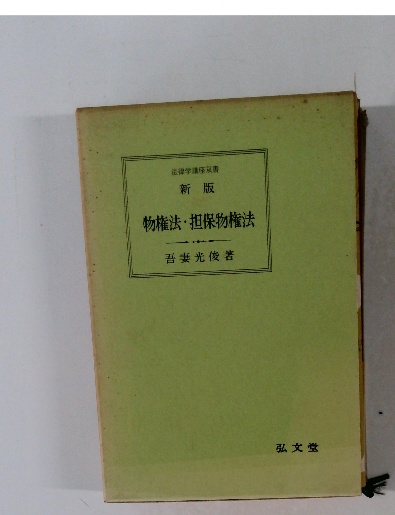 法律学講座双書
新版
物権法・担保物権法
吾妻光俊著
弘文堂